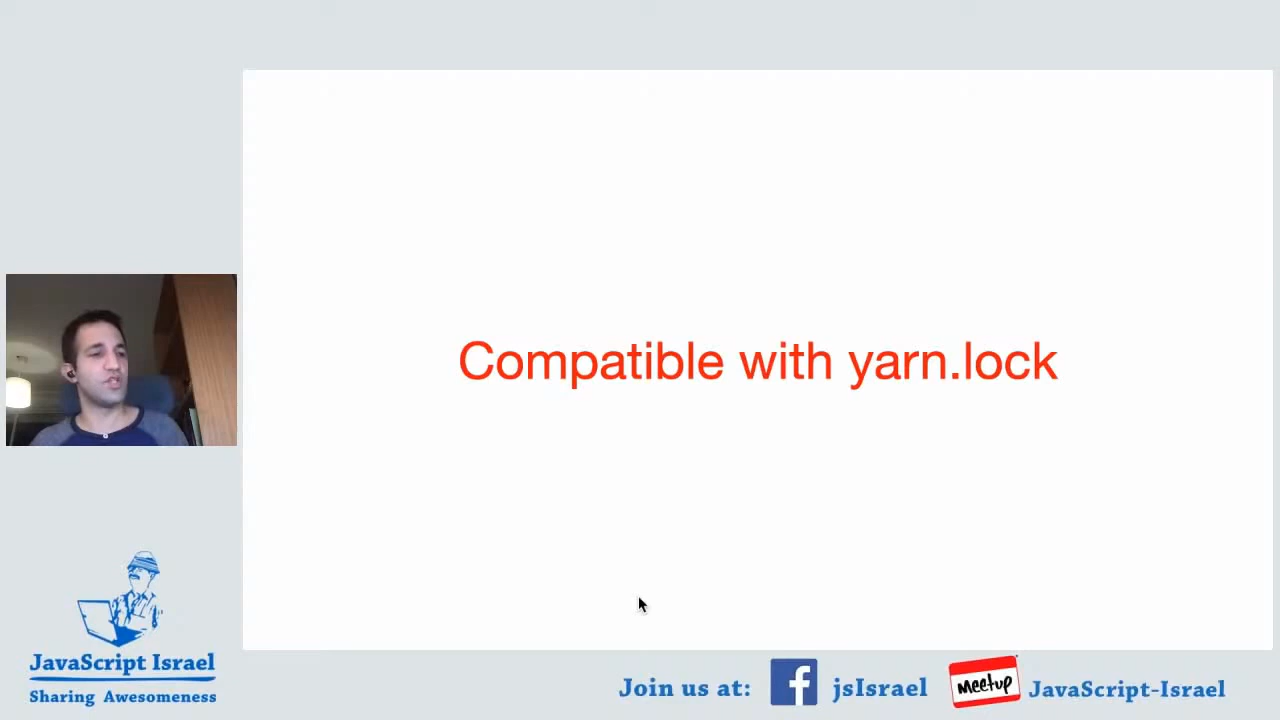 Compatible with yarn.lock
JavaScript Israel
Sharing Awesomeness
Join us at: f jsIsrael Meetup JavaScript-Israel